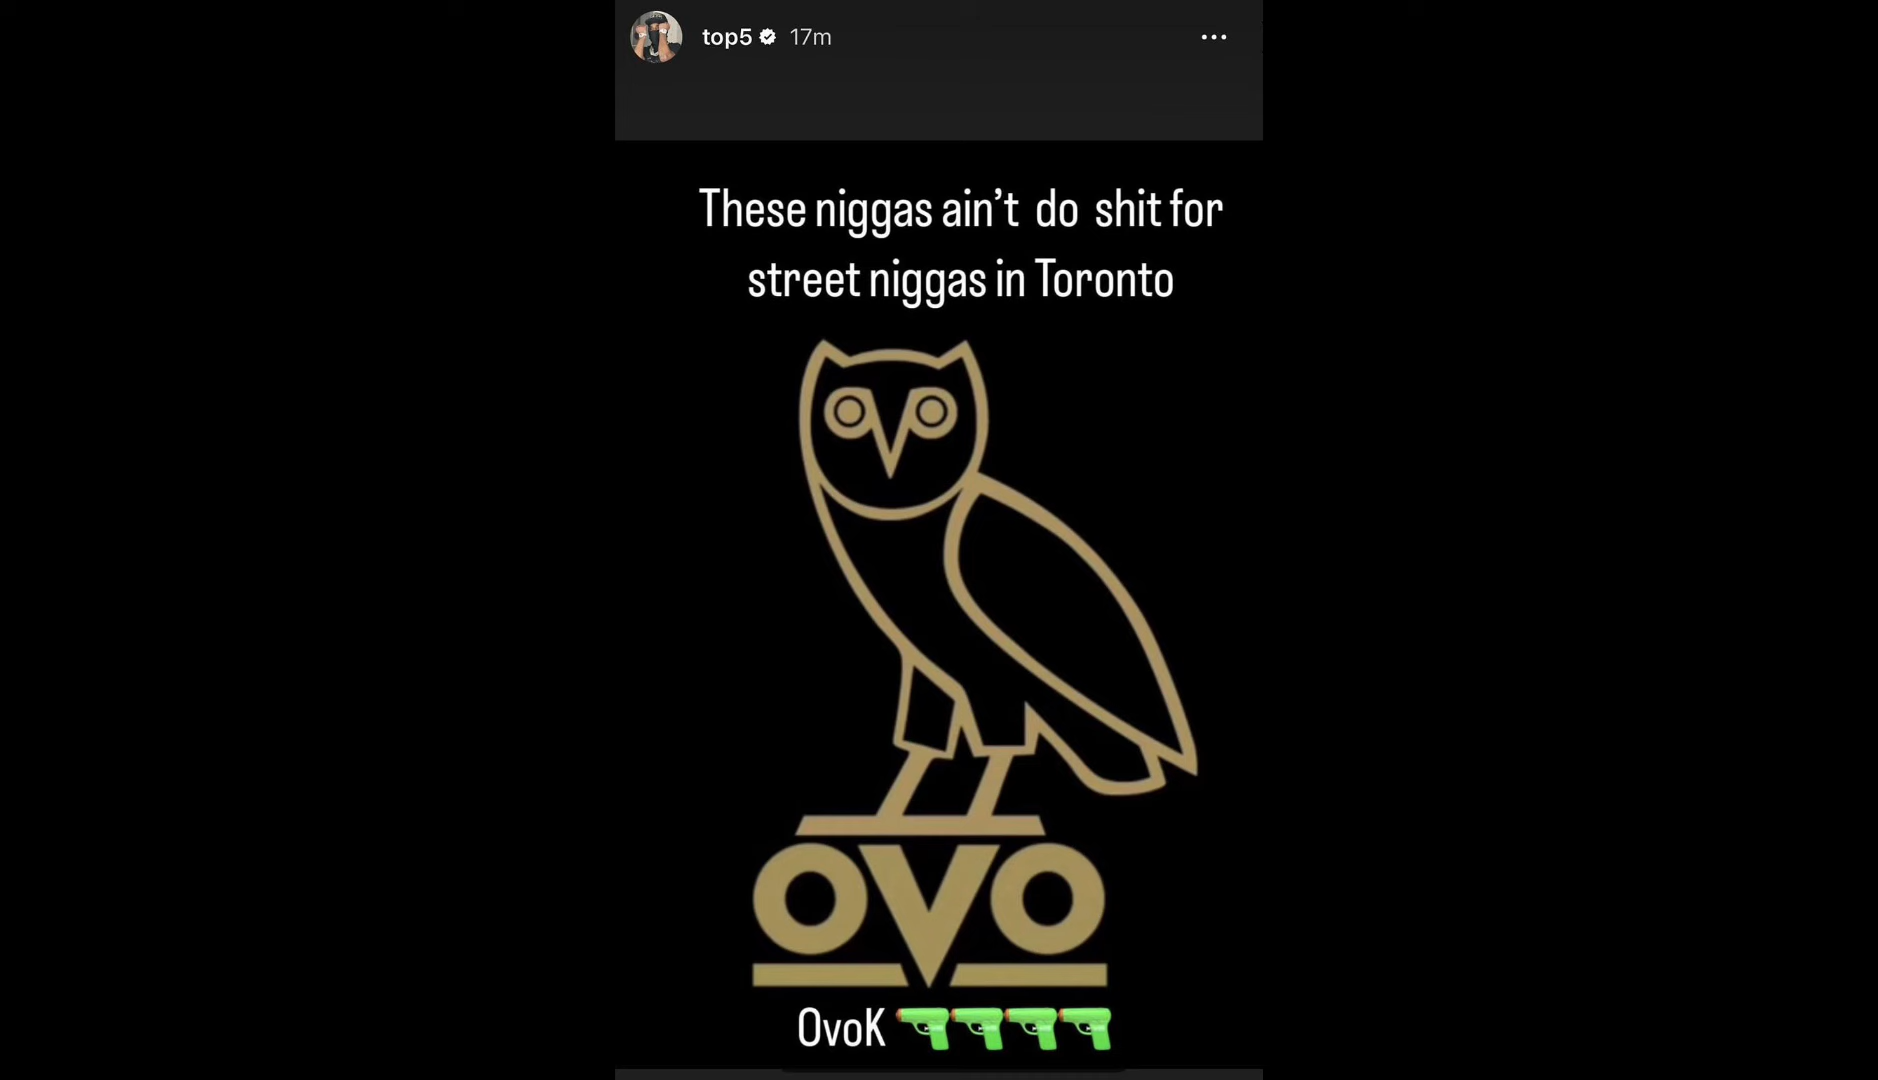 top5 17m
These niggas ain't do shit for
street niggas in Toronto
OVO
OvoK